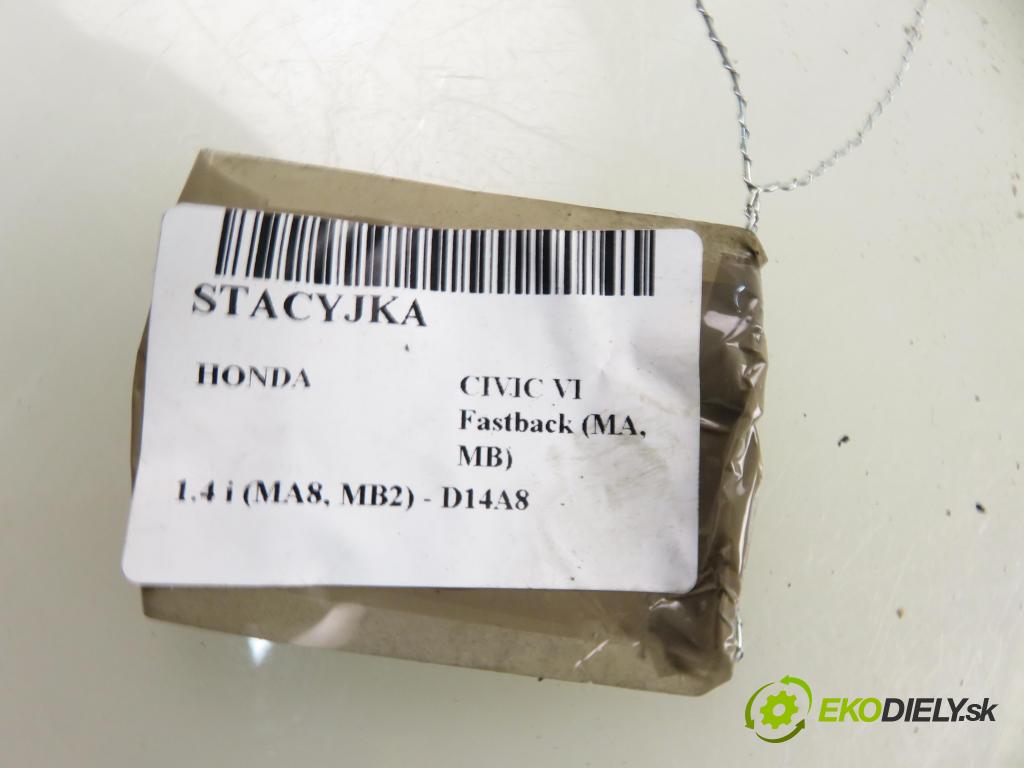 STACYJKA
HONDA
CIVIC VI
Fastback (MA,
MB)
1.4 i (MA8, MB2) - D14A8
EKODIELY.sk